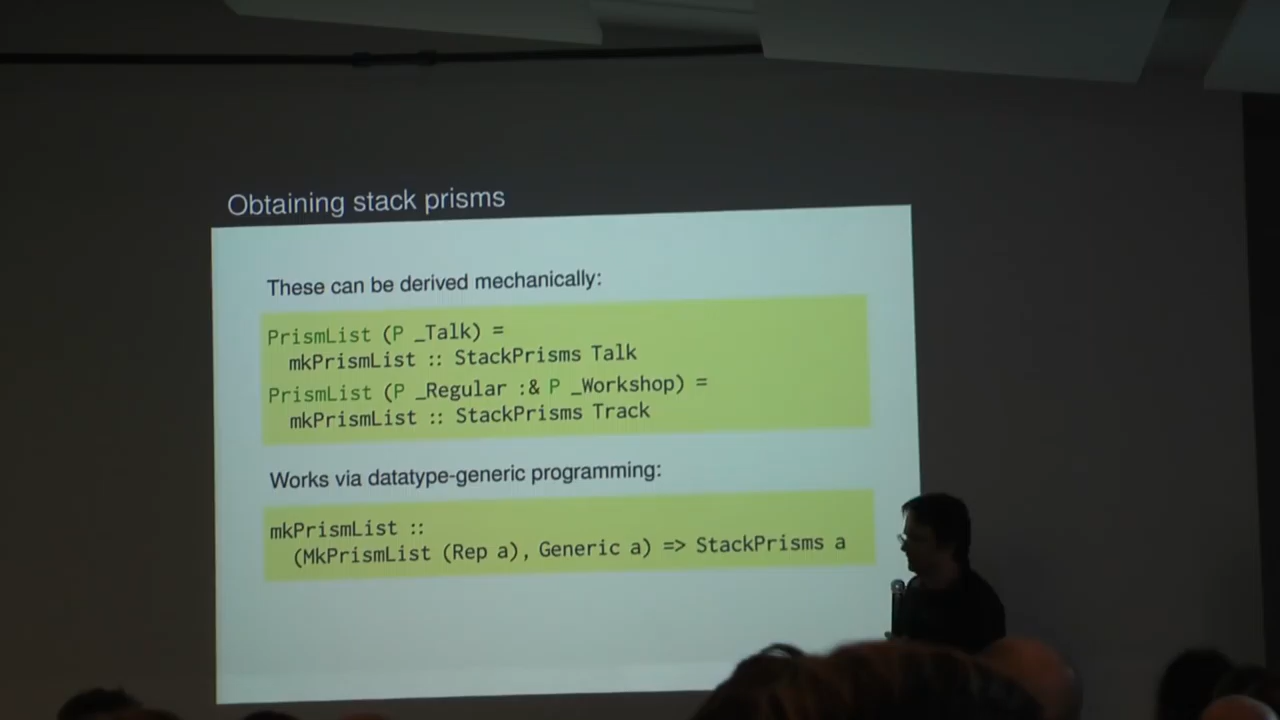 Obtaining stack prisms
These can be derived mechanically:
PrismList (P _Talk) =
mkPrismList :: StackPrisms Talk
PrismList (P _Regular :& P _Workshop) =
mkPrismList :: StackPrisms Track
Works via datatype-generic programming:
mkPrismList ::
(MkPrismList (Rep a), Generic a) => StackPrisms a